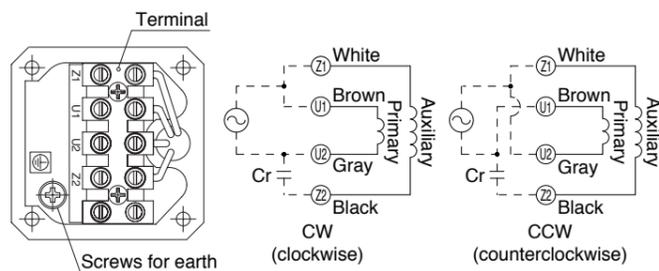 Terminal
Z1
U1
U2
Z2
Screws for earth
Z1 White
U1 Brown
Primary
Auxiliary
U2 Gray
Cr
Z2 Black
CW
(clockwise)
Z1 White
U1 Brown
Primary
Auxiliary
U2 Gray
Cr
Z2 Black
CCW
(counterclockwise)